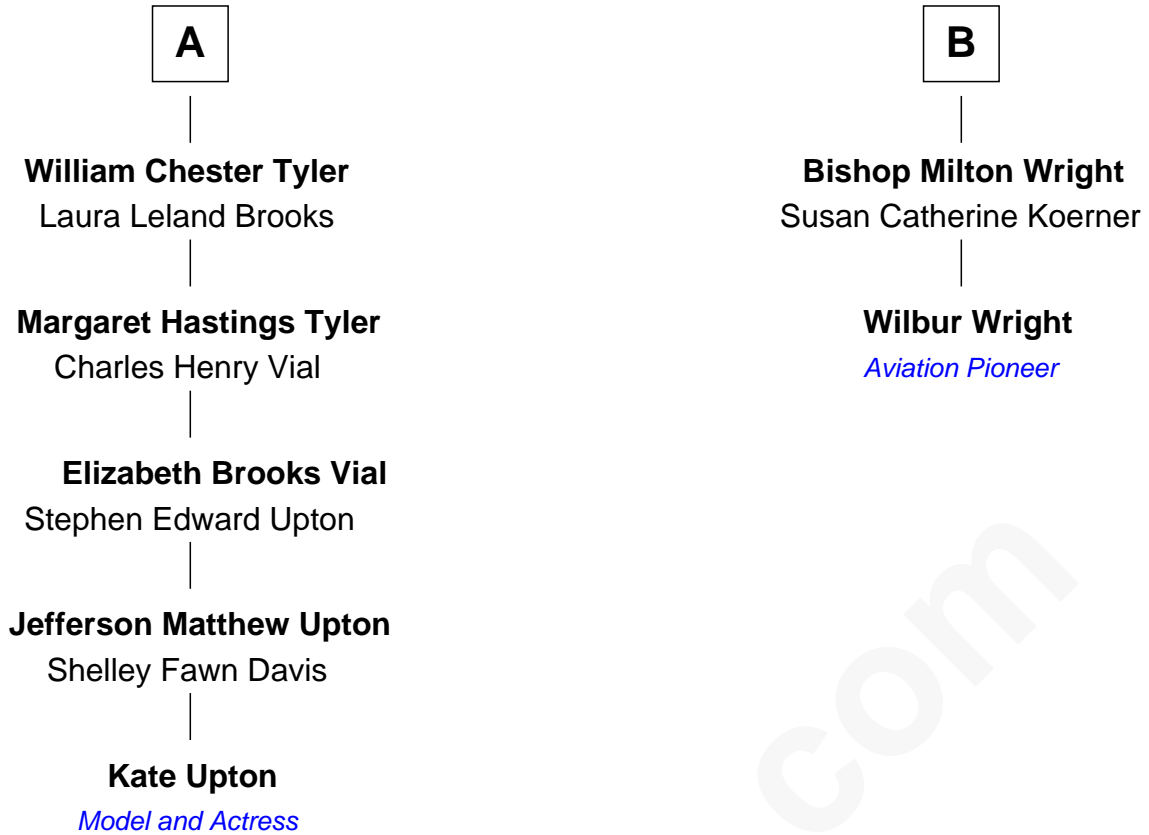 A
William Chester Tyler
Laura Leland Brooks
Margaret Hastings Tyler
Charles Henry Vial
Elizabeth Brooks Vial
Stephen Edward Upton
Jefferson Matthew Upton
Shelley Fawn Davis
Kate Upton
Model and Actress
B
Bishop Milton Wright
Susan Catherine Koerner
Wilbur Wright
Aviation Pioneer
com